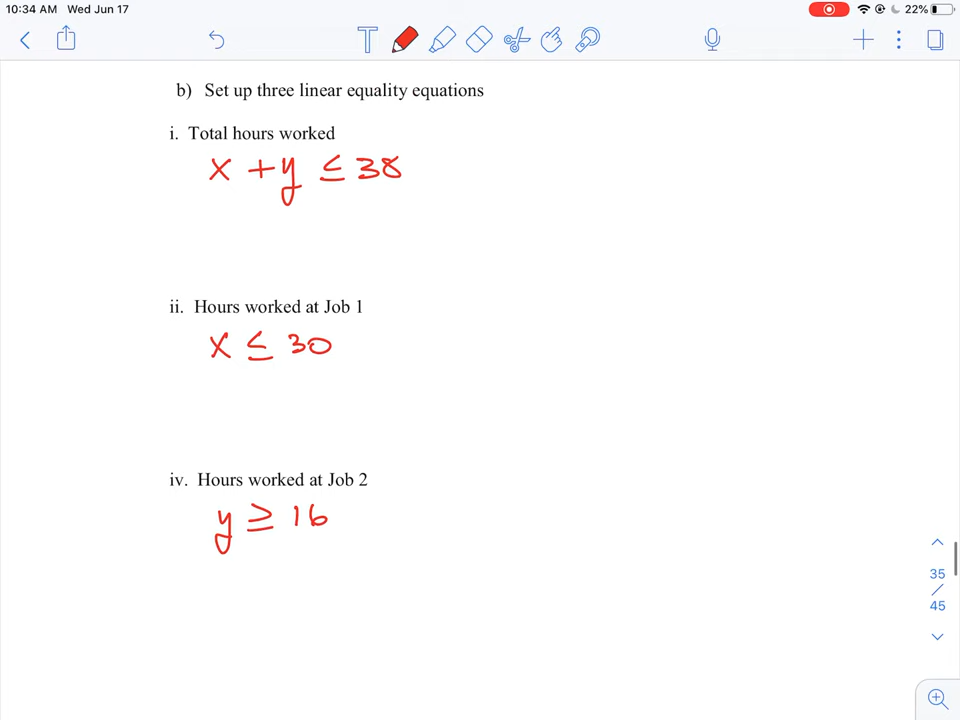 10:34 AM Wed Jun 17
22%
T
b) Set up three linear equality equations
i. Total hours worked
x + y ≤ 38
ii. Hours worked at Job 1
x ≤ 30
iv. Hours worked at Job 2
y ≥ 16
35
/
45